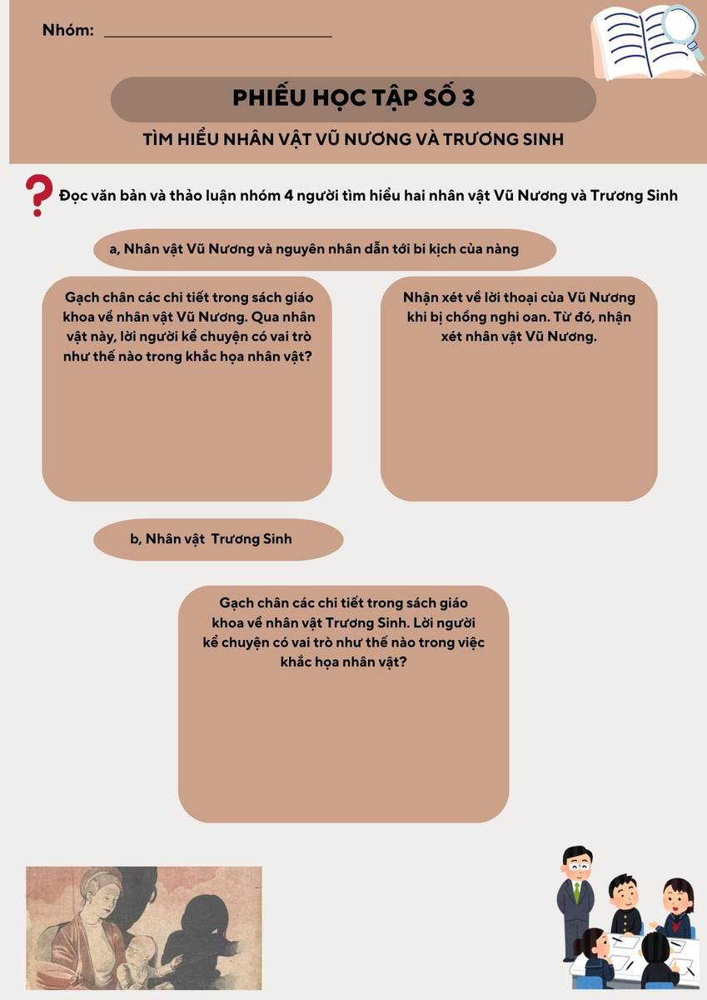 Nhóm: ____________________
PHIẾU HỌC TẬP SỐ 3
TÌM HIỂU NHÂN VẬT VŨ NƯƠNG VÀ TRƯƠNG SINH
? Đọc văn bản và thảo luận nhóm 4 người tìm hiểu hai nhân vật Vũ Nương và Trương Sinh
a, Nhân vật Vũ Nương và nguyên nhân dẫn tới bi kịch của nàng
Gạch chân các chi tiết trong sách giáo
khoa về nhân vật Vũ Nương. Qua nhân
vật này, lời người kể chuyện có vai trò
như thế nào trong khắc họa nhân vật?
Nhận xét về lời thoại của Vũ Nương
khi bị chồng nghi oan. Từ đó, nhận
xét nhân vật Vũ Nương.
b, Nhân vật Trương Sinh
Gạch chân các chi tiết trong sách giáo
khoa về nhân vật Trương Sinh. Lời người
kể chuyện có vai trò như thế nào trong việc
khắc họa nhân vật?